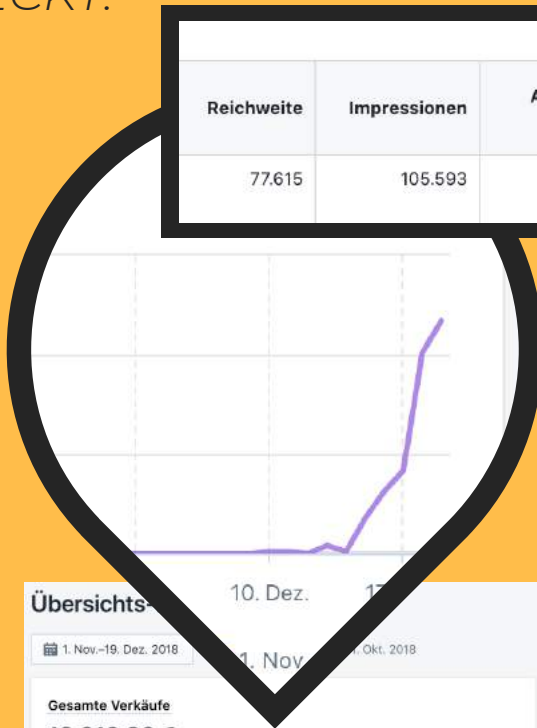 Reichweite Impressionen
77.615 105.593
10. Dez. 17
Übersichts-
1. Nov.–19. Dez. 2018
1. Nov
Okt. 2018
Gesamte Verkäufe